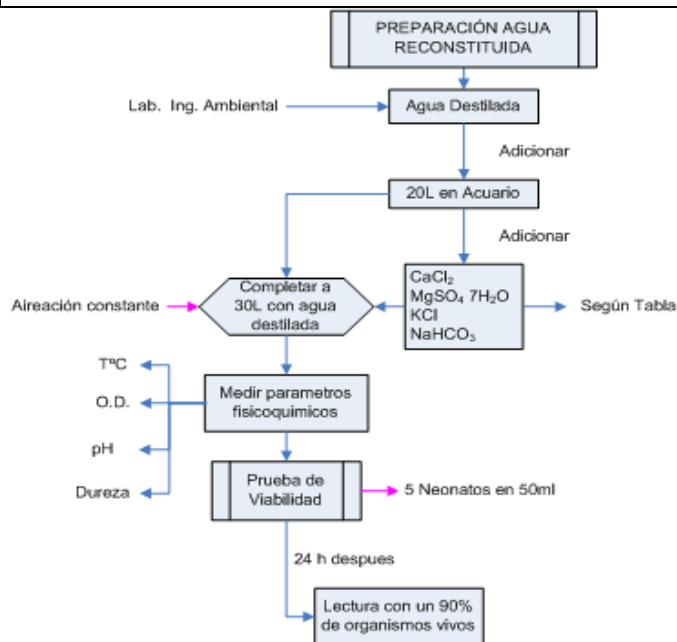 PREPARACIÓN AGUA
RECONSTITUIDA
Lab. Ing. Ambiental
Agua Destilada
Adicionar
20L en Acuario
Adicionar
CaCl₂
MgSO₄ 7H₂O
KCl
NaHCO₃
Según Tabla
Completar a
30L con agua
destilada
Aireación constante
TºC
O.D.
pH
Dureza
Medir parametros
fisicoquimicos
Prueba de
Viabilidad
5 Neonatos en 50ml
24 h despues
Lectura con un 90%
de organismos vivos